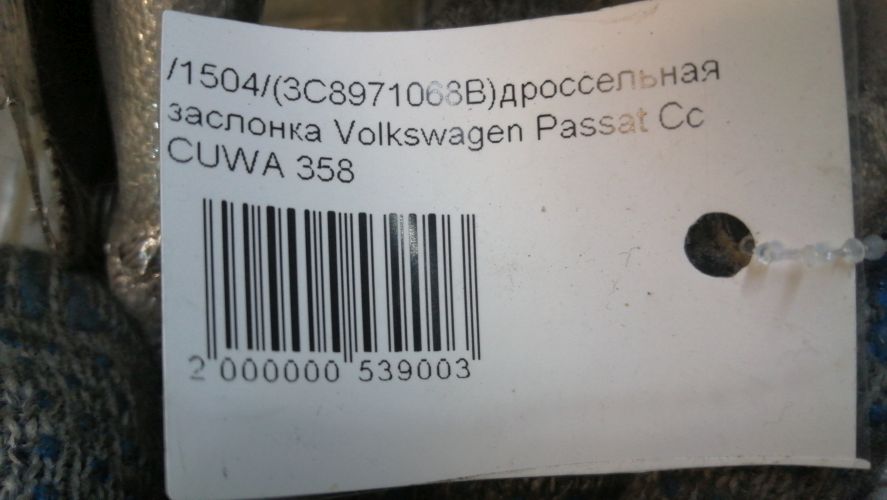 /1504/(3C8971068B)дроссельная
заслонка Volkswagen Passat Cc
CUWA 358
2 000000 539003